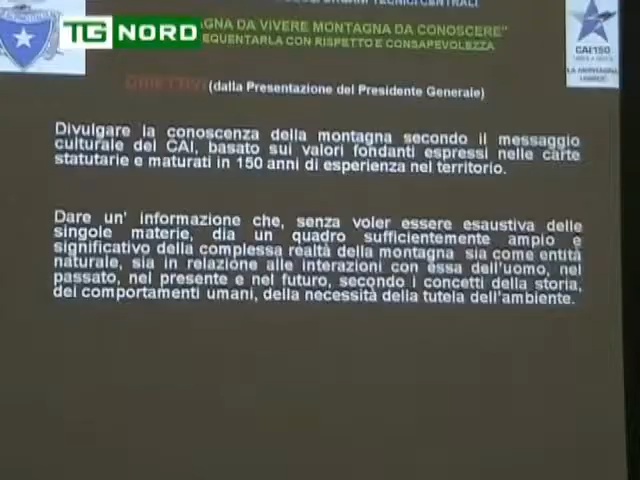 TECNICI CENTRALI
TG NORD
AGNA DA VIVERE MONTAGNA DA CONOSCERE"
EQUENTARLA CON RISPETTO E CONSAPEVOLEZZA
CAI150
OBIETTIVI (dalla Presentazione del Presidente Generale)
Divulgare la conoscenza della montagna secondo il messaggio
culturale del CAI, basato sui valori fondanti espressi nelle carte
statutarie e maturati in 150 anni di esperienza nel territorio.
Dare un' informazione che, senza voler essere esaustiva delle
singole materie, dia un quadro sufficientemente ampio e
significativo della complessa realtà della montagna sia come entità
naturale, sia in relazione alle interazioni con essa dell'uomo, nel
passato, nel presente e nel futuro, secondo i concetti della storia,
dei comportamenti umani, della necessità della tutela dell'ambiente.